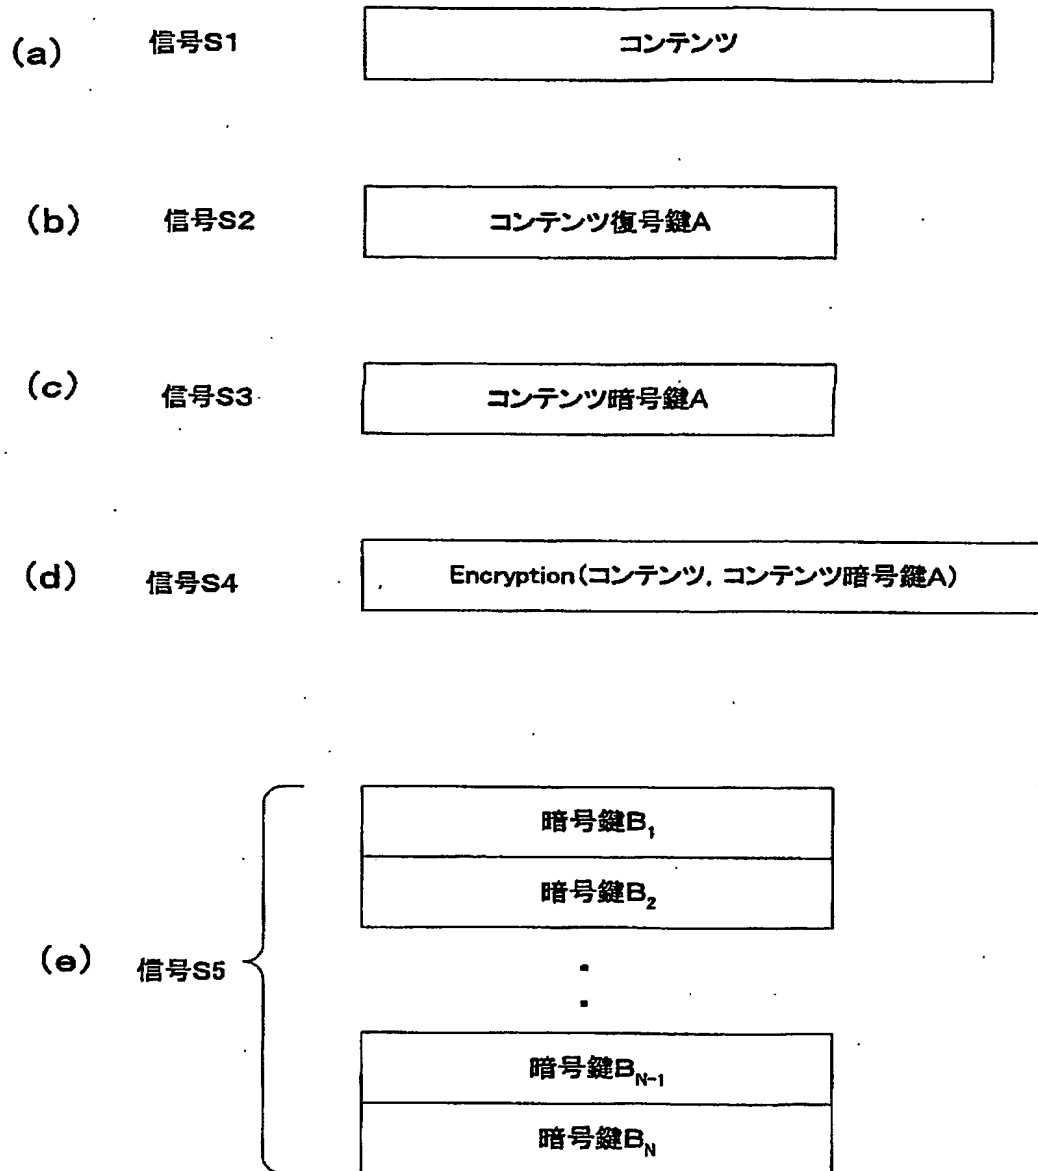 (a) 信号S1 コンテンツ
(b) 信号S2 コンテンツ復号鍵A
(c) 信号S3 コンテンツ暗号鍵A
(d) 信号S4 Encryption(コンテンツ, コンテンツ暗号鍵A)
暗号鍵B₁
暗号鍵B₂
(e) 信号S5
暗号鍵BN-1
暗号鍵BN